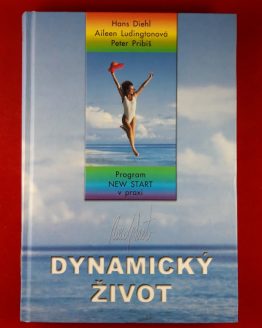 Hans Diehl
Aileen Ludingtonová
Peter Pribiš
Program
NEW START
v praxi
DYNAMICKÝ
ŽIVOT